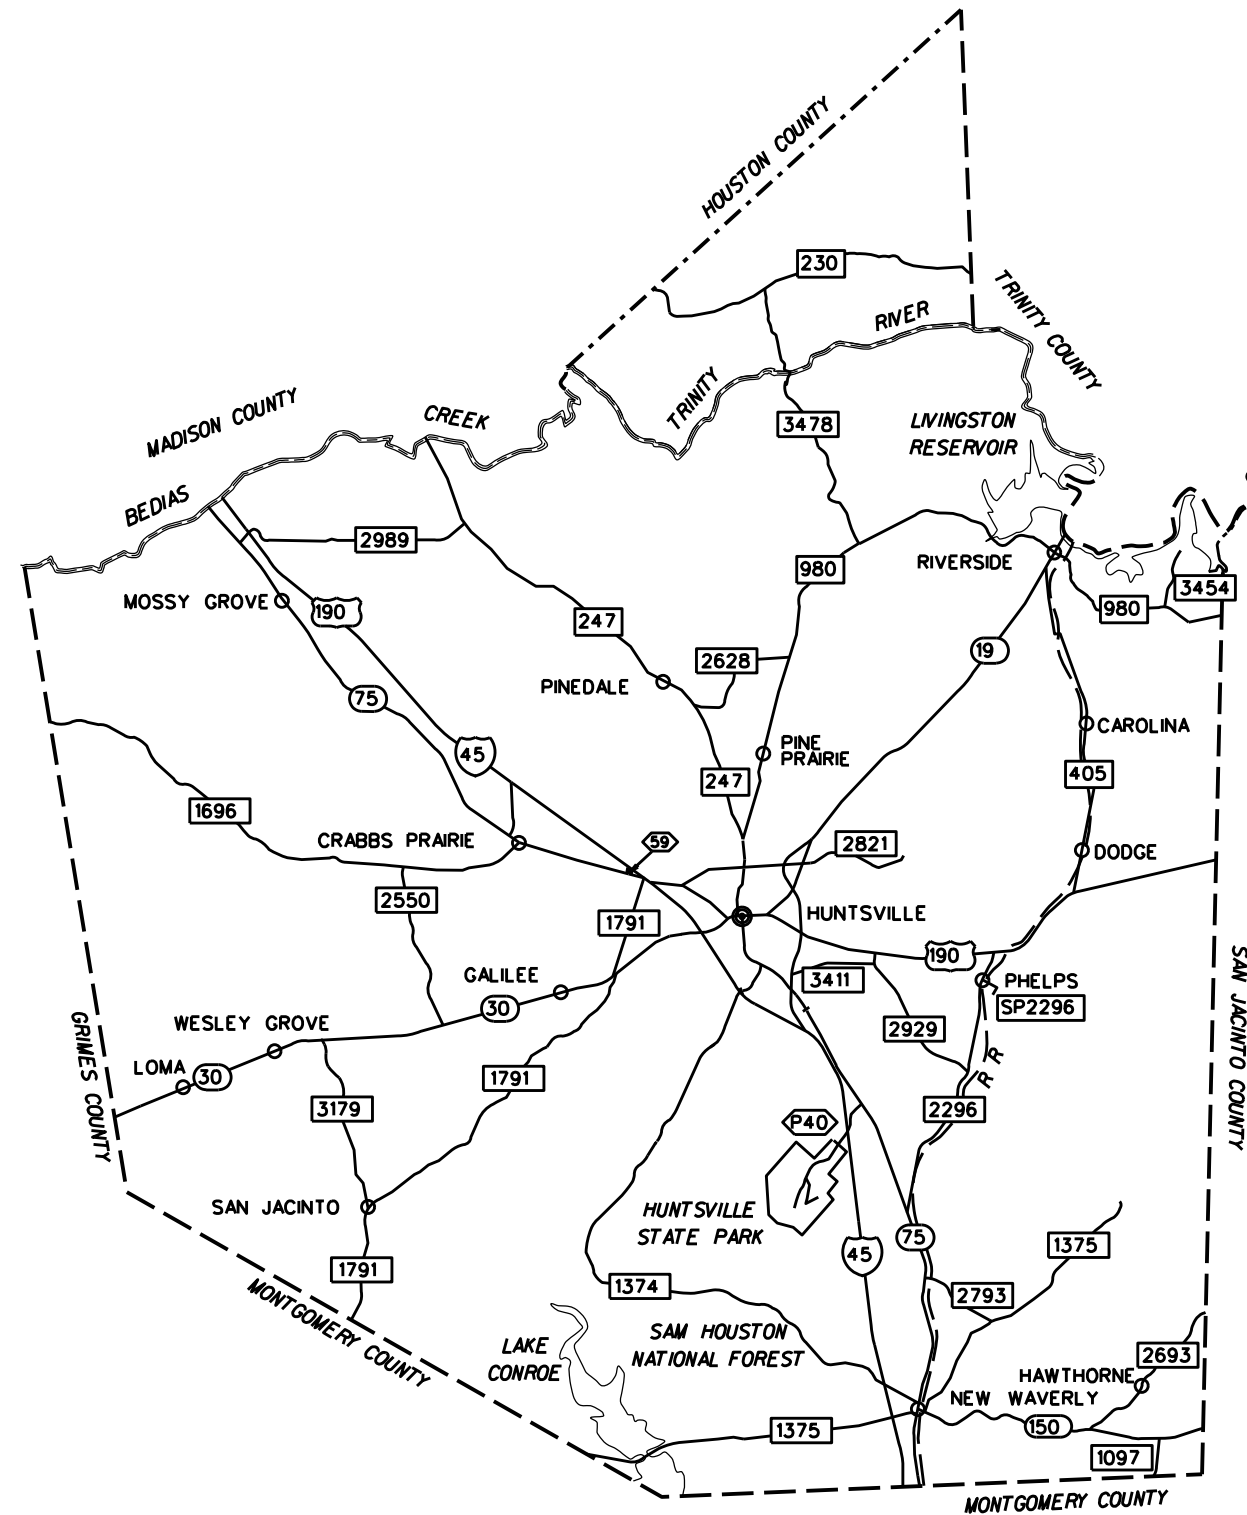 HOUSTON COUNTY
230
TRINITY COUNTY
RIVER
TRINITY
MADISON COUNTY
CREEK
3478
LIVINGSTON
RESERVOIR
BEDIAS
2989
980
RIVERSIDE
3454
MOSSY GROVE
190
247
980
2628
19
PINEDALE
75
CAROLINA
PINE
PRAIRIE
45
247
405
1696
CRABBS PRAIRIE
59
2821
DODGE
2550
1791
HUNTSVILLE
190
SAN JACINTO COUNTY
GALILEE
3411
PHELPS
SP2296
30
WESLEY GROVE
2929
GRIMES COUNTY
LOMA
30
1791
R R
3179
2296
P40
SAN JACINTO
HUNTSVILLE
STATE PARK
75
1375
45
1791
1374
2793
MONTGOMERY COUNTY
LAKE
CONROE
SAM HOUSTON
NATIONAL FOREST
2693
HAWTHORNE
NEW WAVERLY
1375
150
1097
MONTGOMERY COUNTY